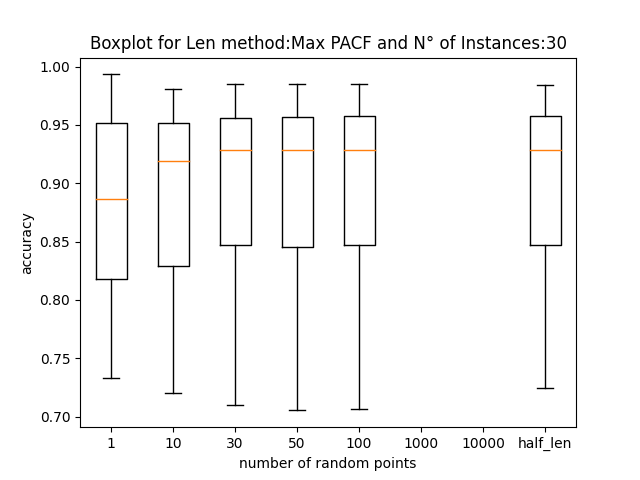 Boxplot for Len method:Max PACF and N° of Instances:30
1.00
0.95
0.90
0.85
0.80
0.75
0.70
accuracy
1 10 30 50 100 1000 10000 half_len
number of random points